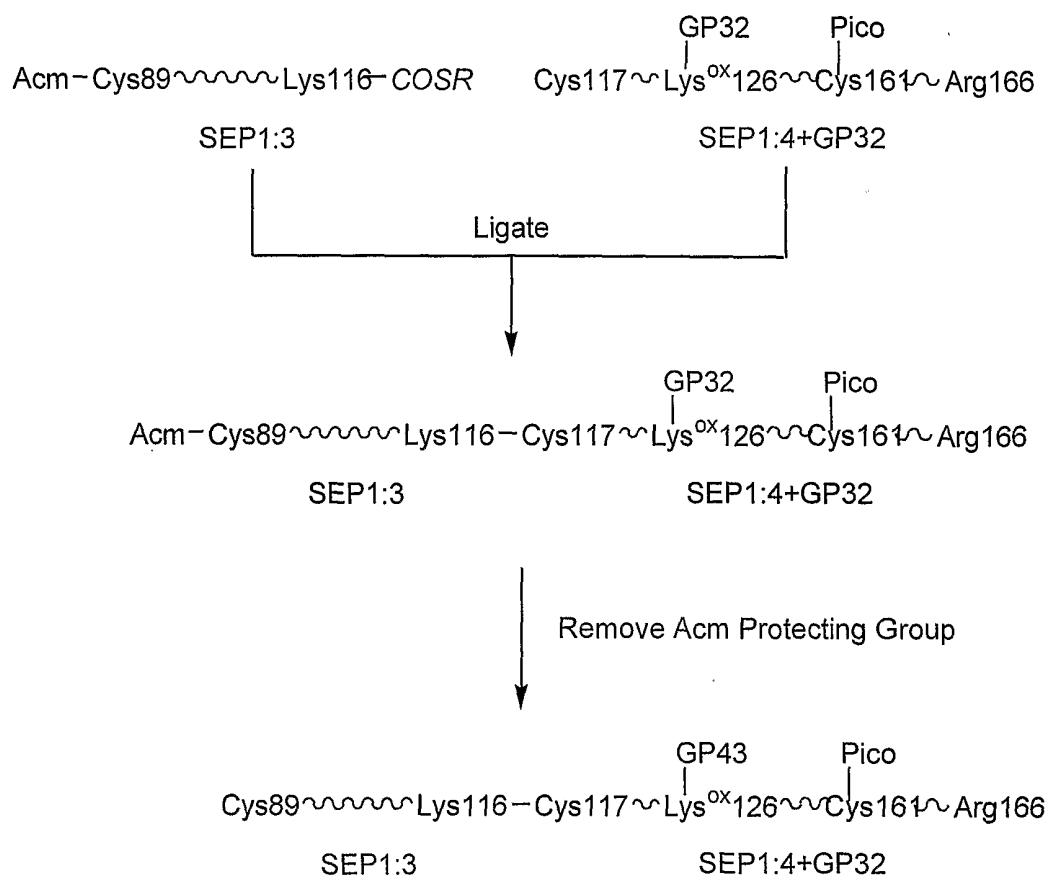 GP32 Pico
Acm–Cys89 Lys116–COSR Cys117 Lys^ox126 Cys161 Arg166
SEP1:3 SEP1:4+GP32
Ligate
GP32 Pico
Acm–Cys89 Lys116–Cys117 Lys^ox126 Cys161 Arg166
SEP1:3 SEP1:4+GP32
Remove Acm Protecting Group
GP43 Pico
Cys89 Lys116–Cys117 Lys^ox126 Cys161 Arg166
SEP1:3 SEP1:4+GP32